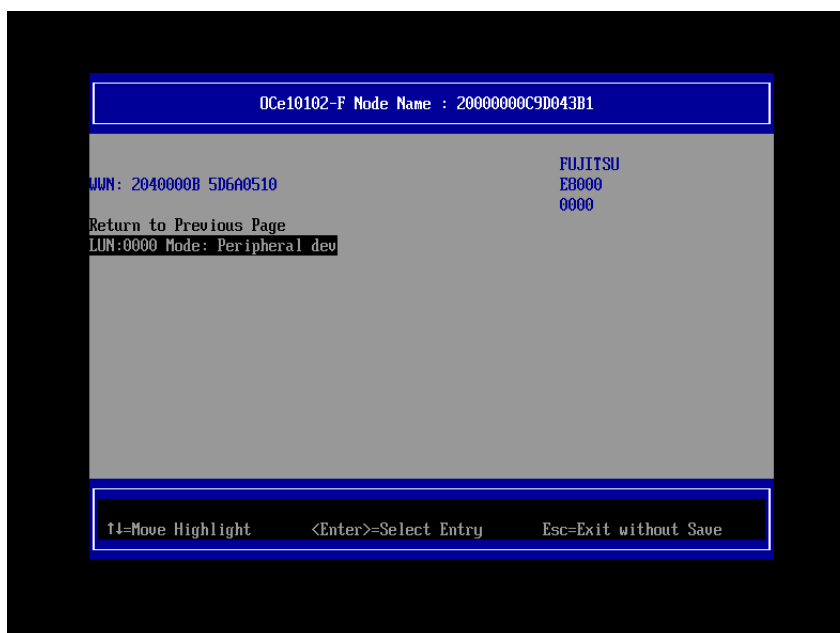 OCe10102-F Node Name : 20000000C9D043B1
FUJITSU
WWN: 2040000B 5D6A0510 E8000
0000
Return to Previous Page
LUN:0000 Mode: Peripheral dev
↑↓=Move Highlight <Enter>=Select Entry Esc=Exit without Save